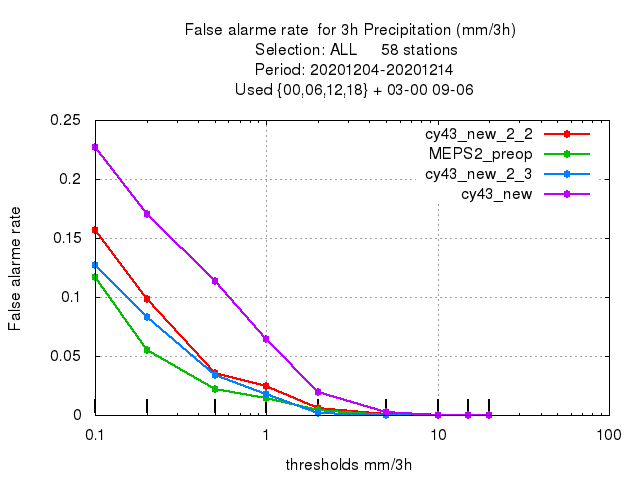 False alarme rate  for 3h Precipitation (mm/3h)
Selection: ALL     58 stations
Period: 20201204-20201214
Used {00,06,12,18} + 03-00 09-06
cy43_new_2_2
MEPS2_preop
cy43_new_2_3
cy43_new
False alarme rate
0.25
0.2
0.15
0.1
0.05
0
0.1 1 10 100
thresholds mm/3h